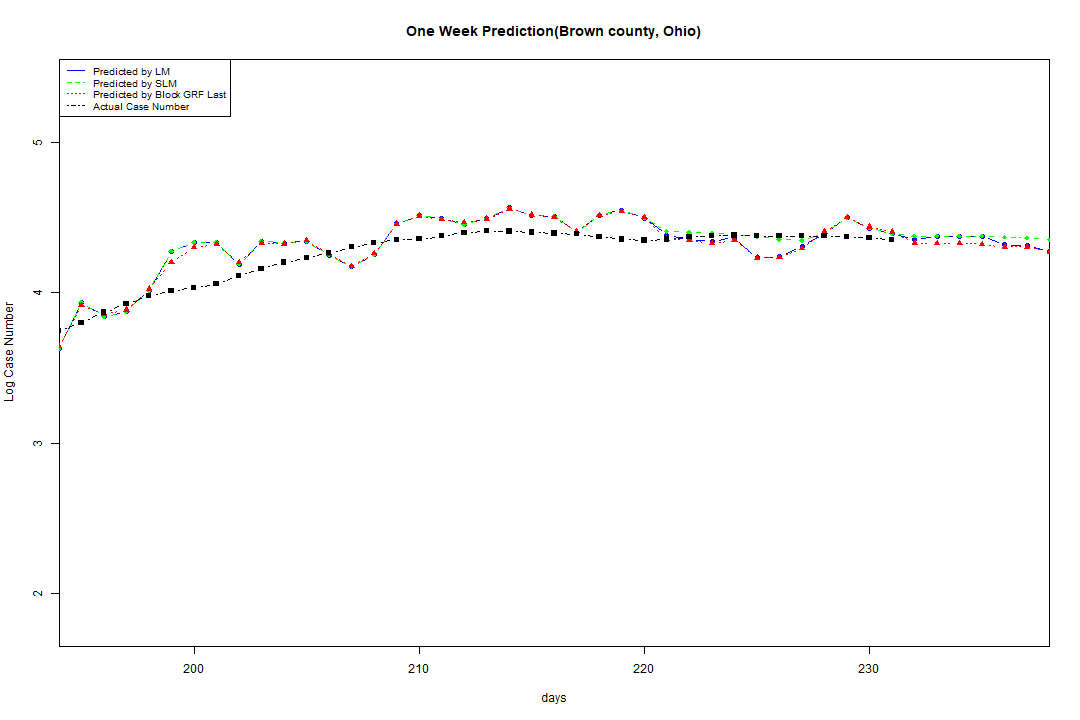 One Week Prediction(Brown county, Ohio)
Predicted by LM
Predicted by SLM
Predicted by Block GRF Last
Actual Case Number
5
4
3
2
Log Case Number
200 210 220 230
days